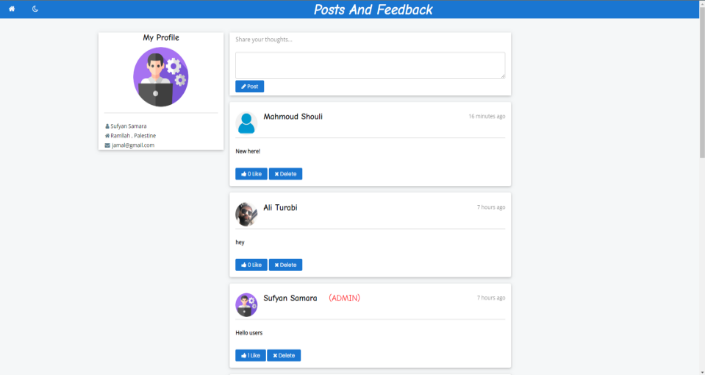 Posts And Feedback
My Profile
Sufyan Samara
Ramllah , Palestine
jamal@gmail.com
Share your thoughts...
Post
Mahmoud Shouli
16 minutes ago
New here!
0 Like
Delete
Ali Turabi
7 hours ago
hey
0 Like
Delete
Sufyan Samara (ADMIN)
7 hours ago
Hello users
1 Like
Delete